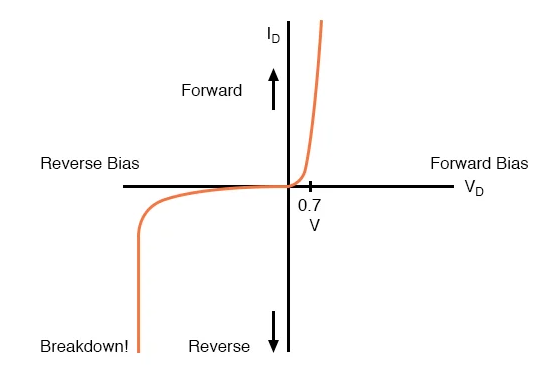 I_D
Forward
Reverse Bias
Forward Bias
V_D
0.7
V
Breakdown!
Reverse